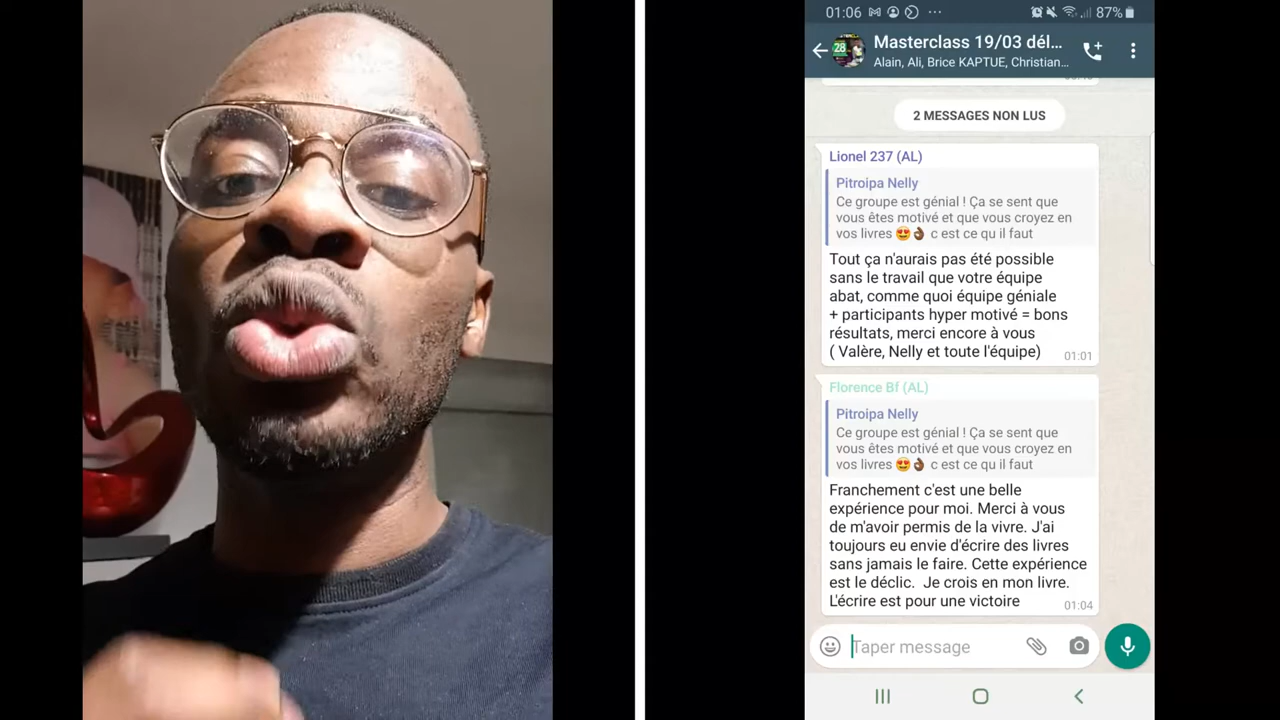 01:06 ... 87%
28
Masterclass 19/03 dél...
Alain, Ali, Brice KAPTUE, Christian...
2 MESSAGES NON LUS
Lionel 237 (AL)
Pitroipa Nelly
Ce groupe est génial ! Ça se sent que
vous êtes motivé et que vous croyez en
vos livres 😍👌🏾 c est ce qu il faut
Tout ça n'aurais pas été possible
sans le travail que votre équipe
abat, comme quoi équipe géniale
+ participants hyper motivé = bons
résultats, merci encore à vous
( Valère, Nelly et toute l'équipe)
01:01
Florence Bf (AL)
Pitroipa Nelly
Ce groupe est génial ! Ça se sent que
vous êtes motivé et que vous croyez en
vos livres 😍👌🏾 c est ce qu il faut
Franchement c'est une belle
expérience pour moi. Merci à vous
de m'avoir permis de la vivre. J'ai
toujours eu envie d'écrire des livres
sans jamais le faire. Cette expérience
est le déclic.  Je crois en mon livre.
L'écrire est pour une victoire
01:04
Taper message